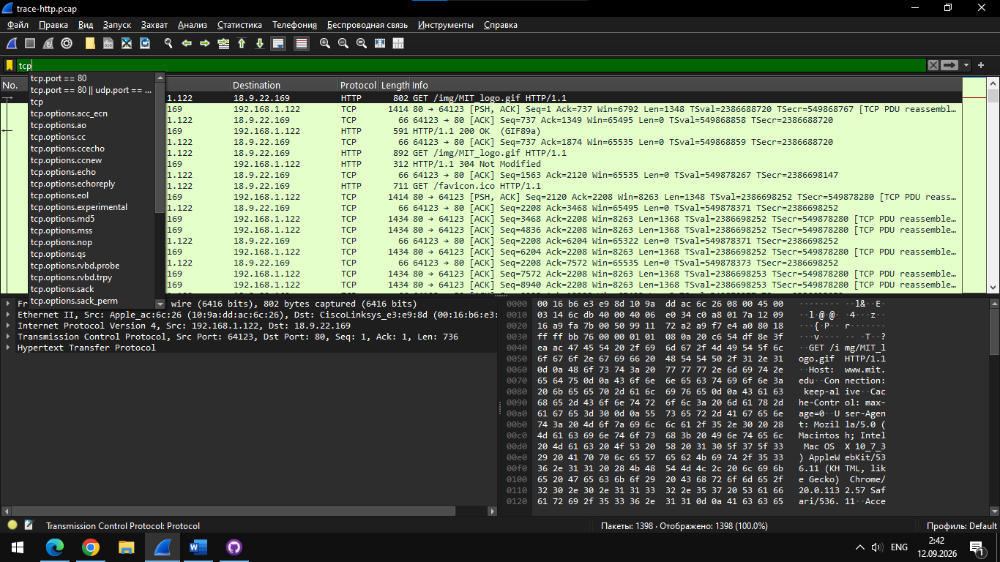 trace-http.pcap
Файл Правка Вид Запуск Захват Анализ Статистика Телефония Беспроводная связь Инструменты Справка
tcp
No. Destination Protocol Length Info
tcp.port == 80
tcp.port == 80 || udp.port == ...
tcp
tcp.options.acc_ecn
tcp.options.ao
tcp.options.cc
tcp.options.ccecho
tcp.options.ccnew
tcp.options.echo
tcp.options.echoreply
tcp.options.eol
tcp.options.experimental
tcp.options.md5
tcp.options.mss
tcp.options.nop
tcp.options.qs
tcp.options.rvbd.probe
tcp.options.rvbd.trpy
tcp.options.sack
tcp.options.sack_perm
1.122 18.9.22.169 HTTP 802 GET /img/MIT_logo.gif HTTP/1.1
169 192.168.1.122 TCP 1414 80 → 64123 [PSH, ACK] Seq=1 Ack=737 Win=6792 Len=1348 TSval=2386688720 TSecr=549868767 [TCP PDU reassembl…
1.122 18.9.22.169 TCP 66 64123 → 80 [ACK] Seq=737 Ack=1349 Win=65495 Len=0 TSval=549868858 TSecr=2386688720
169 192.168.1.122 HTTP 591 HTTP/1.1 200 OK (GIF89a)
1.122 18.9.22.169 TCP 66 64123 → 80 [ACK] Seq=737 Ack=1874 Win=65535 Len=0 TSval=549868859 TSecr=2386688720
1.122 18.9.22.169 HTTP 892 GET /img/MIT_logo.gif HTTP/1.1
169 192.168.1.122 HTTP 312 HTTP/1.1 304 Not Modified
1.122 18.9.22.169 TCP 66 64123 → 80 [ACK] Seq=1563 Ack=2120 Win=65535 Len=0 TSval=549878267 TSecr=2386698147
1.122 18.9.22.169 HTTP 711 GET /favicon.ico HTTP/1.1
169 192.168.1.122 TCP 1414 80 → 64123 [PSH, ACK] Seq=2120 Ack=2208 Win=8263 Len=1348 TSval=2386698252 TSecr=549878280 [TCP PDU reass…
1.122 18.9.22.169 TCP 66 64123 → 80 [ACK] Seq=2208 Ack=3468 Win=65495 Len=0 TSval=549878371 TSecr=2386698252
169 192.168.1.122 TCP 1434 80 → 64123 [ACK] Seq=3468 Ack=2208 Win=8263 Len=1368 TSval=2386698252 TSecr=549878280 [TCP PDU reassemble…
169 192.168.1.122 TCP 1434 80 → 64123 [ACK] Seq=4836 Ack=2208 Win=8263 Len=1368 TSval=2386698252 TSecr=549878280 [TCP PDU reassemble…
1.122 18.9.22.169 TCP 66 64123 → 80 [ACK] Seq=2208 Ack=6204 Win=65322 Len=0 TSval=549878371 TSecr=2386698252
169 192.168.1.122 TCP 1434 80 → 64123 [ACK] Seq=6204 Ack=2208 Win=8263 Len=1368 TSval=2386698252 TSecr=549878280 [TCP PDU reassemble…
1.122 18.9.22.169 TCP 66 64123 → 80 [ACK] Seq=2208 Ack=7572 Win=65535 Len=0 TSval=549878373 TSecr=2386698252
169 192.168.1.122 TCP 1434 80 → 64123 [ACK] Seq=7572 Ack=2208 Win=8263 Len=1368 TSval=2386698253 TSecr=549878280 [TCP PDU reassemble…
169 192.168.1.122 TCP 1434 80 → 64123 [ACK] Seq=8940 Ack=2208 Win=8263 Len=1368 TSval=2386698253 TSecr=549878280 [TCP PDU reassemble…
Fr wire (6416 bits), 802 bytes captured (6416 bits)
Ethernet II, Src: Apple_ac:6c:26 (10:9a:dd:ac:6c:26), Dst: CiscoLinksys_e3:e9:8d (00:16:b6:e3:
Internet Protocol Version 4, Src: 192.168.1.122, Dst: 18.9.22.169
Transmission Control Protocol, Src Port: 64123, Dst Port: 80, Seq: 1, Ack: 1, Len: 736
Hypertext Transfer Protocol
0000 00 16 b6 e3 e9 8d 10 9a dd ac 6c 26 08 00 45 00 ········ ··l&··E·
0010 03 14 6c db 40 00 40 06 e0 34 c0 a8 01 7a 12 09 ··l·@·@· ·4···z··
0020 16 a9 fa 7b 00 50 99 11 72 a2 a9 f7 e4 a0 80 18 ···{·P·· r·······
0030 ff ff bb 76 00 00 01 01 08 0a 20 c6 54 df 8e 3f ···v···· ·· ·T··?
0040 ea ac 47 45 54 20 2f 69 6d 67 2f 4d 49 54 5f 6c ··GET /i mg/MIT_l
0050 6f 67 6f 2e 67 69 66 20 48 54 54 50 2f 31 2e 31 ogo.gif HTTP/1.1
0060 0d 0a 48 6f 73 74 3a 20 77 77 77 2e 6d 69 74 2e ··Host: www.mit.
0070 65 64 75 0d 0a 43 6f 6e 6e 65 63 74 69 6f 6e 3a edu··Con nection:
0080 20 6b 65 65 70 2d 61 6c 69 76 65 0d 0a 43 61 63 keep-al ive··Cac
0090 68 65 2d 43 6f 6e 74 72 6f 6c 3a 20 6d 61 78 2d he-Contr ol: max-
00a0 61 67 65 3d 30 0d 0a 55 73 65 72 2d 41 67 65 6e age=0··U ser-Agen
00b0 74 3a 20 4d 6f 7a 69 6c 6c 61 2f 35 2e 30 20 28 t: Mozil la/5.0 (
00c0 4d 61 63 69 6e 74 6f 73 68 3b 20 49 6e 74 65 6c Macintos h; Intel
00d0 20 4d 61 63 20 4f 53 20 58 20 31 30 5f 37 5f 33 Mac OS X 10_7_3
00e0 29 20 41 70 70 6c 65 57 65 62 4b 69 74 2f 35 33 ) AppleW ebKit/53
00f0 36 2e 31 31 20 28 4b 48 54 4d 4c 2c 20 6c 69 6b 6.11 (KH TML, lik
0100 65 20 47 65 63 6b 6f 29 20 43 68 72 6f 6d 65 2f e Gecko) Chrome/
0110 32 30 2e 30 2e 31 31 33 32 2e 35 37 20 53 61 66 20.0.113 2.57 Saf
0120 61 72 69 2f 35 33 36 2e 31 31 0d 0a 41 63 63 65 ari/536. 11··Acce
Transmission Control Protocol: Protocol
Пакеты: 1398 · Отображено: 1398 (100.0%)
Профиль: Default
ENG
2:42
12.09.2026
1